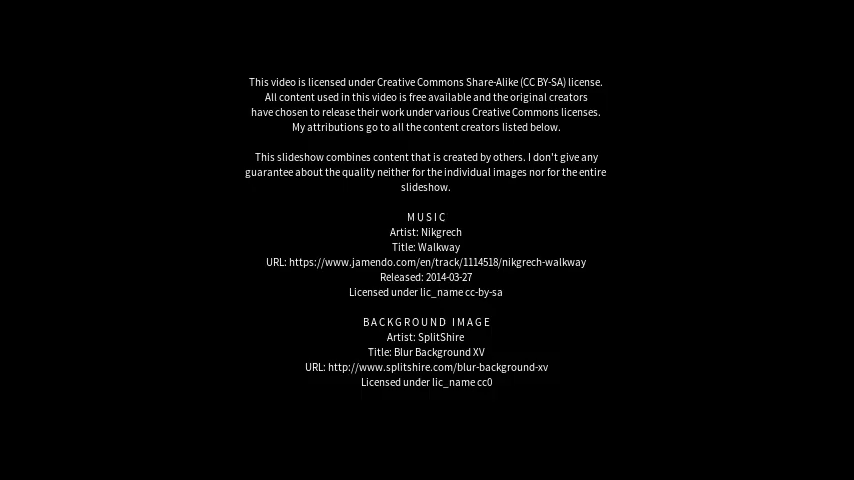 This video is licensed under Creative Commons Share-Alike (CC BY-SA) license.
All content used in this video is free available and the original creators
have chosen to release their work under various Creative Commons licenses.
My attributions go to all the content creators listed below.
This slideshow combines content that is created by others. I don't give any
guarantee about the quality neither for the individual images nor for the entire
slideshow.
MUSIC
Artist: Nikgrech
Title: Walkway
URL: https://www.jamendo.com/en/track/1114518/nikgrech-walkway
Released: 2014-03-27
Licensed under lic_name cc-by-sa
BACKGROUND IMAGE
Artist: SplitShire
Title: Blur Background XV
URL: http://www.splitshire.com/blur-background-xv
Licensed under lic_name cc0